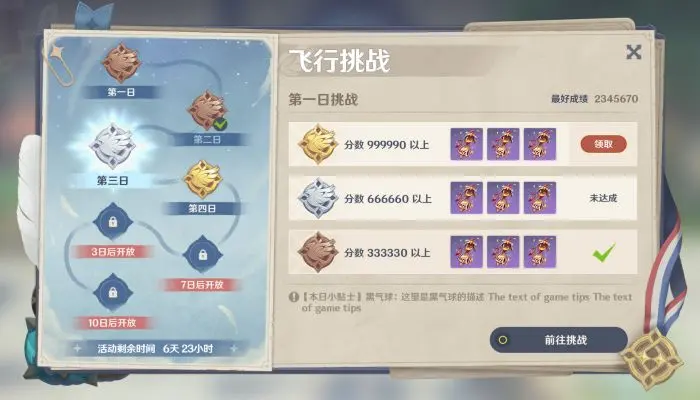 第一日
第二日
第三日
第四日
3日后开放
7日后开放
10日后开放
活动剩余时间 6天23小时
飞行挑战
第一日挑战
最好成绩 2345670
分数 999990 以上
领取
分数 666660 以上
未达成
分数 333330 以上
【本日小贴士】黑气球：这里是黑气球的描述 The text of game tips The text
of game tips
前往挑战